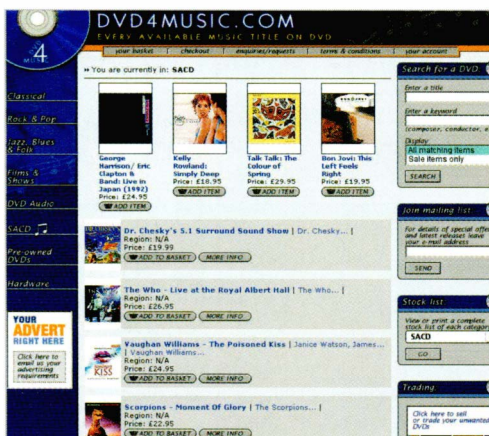 DVD4MUSIC.COM
EVERY AVAILABLE MUSIC TITLE ON DVD
4
MUSIC
your basket
checkout
enquiries/requests
terms & conditions
your account
You are currently in: SACD
Classical
Rock & Pop
Jazz, Blues
& Folk
Films &
Shows
DVD Audio
SACD
Pre-owned
DVDs
Hardware
YOUR
ADVERT
RIGHT HERE
Click here to
email us your
advertising
requirements
George
Harrison/ Eric
Clapton &
Band: Live in
Japan (1992)
Price: £24.95
ADD ITEM
Kelly
Rowland:
Simply Deep
Price: £18.95
ADD ITEM
Talk Talk: The
Colour of
Spring
Price: £29.95
ADD ITEM
Bon Jovi: This
Left Feels
Right
Price: £19.95
ADD ITEM
Dr. Chesky's 5.1 Surround Sound Show | Dr. Chesky... |
Region: N/A
Price: £19.99
ADD TO BASKET
MORE INFO
The Who - Live at the Royal Albert Hall | The Who... |
Region: N/A
Price: £26.95
ADD TO BASKET
MORE INFO
KISS
Vaughan Williams - The Poisoned Kiss | Janice Watson, James...
| Vaughan Williams...
Region: N/A
Price: £24.95
ADD TO BASKET
MORE INFO
Scorpions - Moment Of Glory | The Scorpions... |
Region: N/A
Price: £22.95
ADD TO BASKET
MORE INFO
Search for a DVD
Enter a title
Enter a keyword
(composer, conductor, e
Display
All matching items
Sale items only
SEARCH
Join mailing list
For details of special offe
and latest releases leave
your e-mail address
SEND
Stock list
View or print a complete
stock list of each categor
SACD
GO
Trading
Click here to sell
or trade your unwanted
DVDs